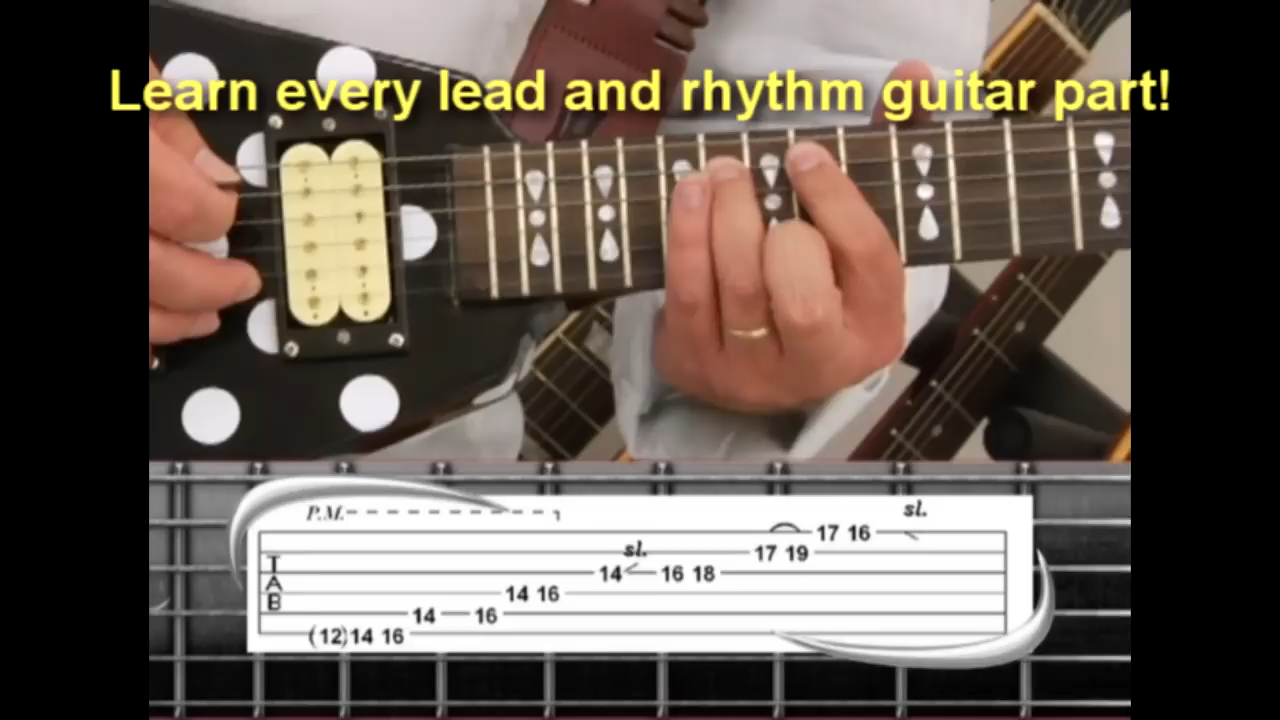 Learn every lead and rhythm guitar part!
P.M.
sl.
17 16
sl.
17 19
T
A
B
14 16 18
14 16
14 16
(12)14 16